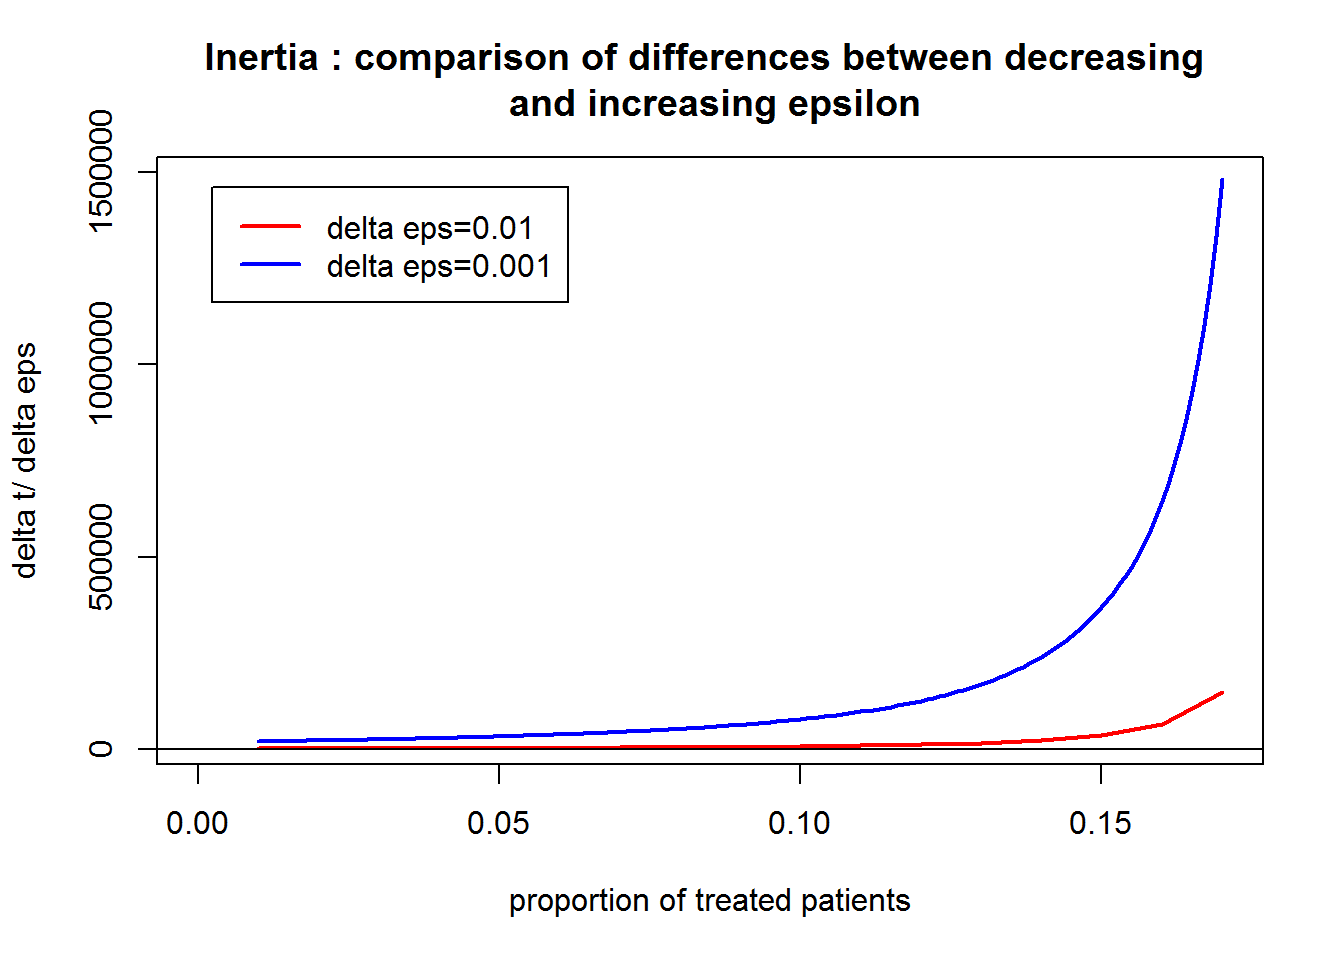 Inertia : comparison of differences between decreasing
and increasing epsilon
delta eps=0.01
delta eps=0.001
delta t/ delta eps
1500000
1000000
500000
0
0.00 0.05 0.10 0.15
proportion of treated patients